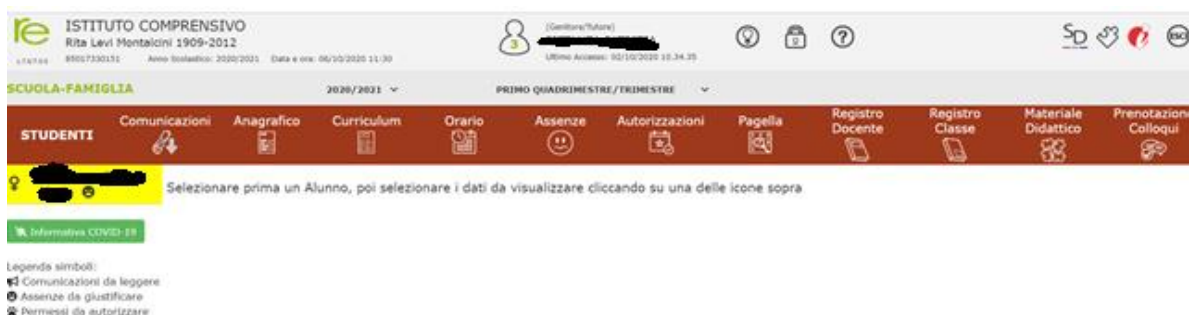 re
ISTITUTO COMPRENSIVO
Rita Levi Montalcini 1909-2012
Anno Scolastico: 2020/2021 Data e ora: 06/10/2020 11:30
3
[Genitore/Tutore]
Ultimo Accesso: 02/10/2020 10.34.35
?
SD
ESCI
SCUOLA-FAMIGLIA
2020/2021
PRIMO QUADRIMESTRE/TRIMESTRE
STUDENTI
Comunicazioni
Anagrafico
Curriculum
Orario
Assenze
Autorizzazioni
Pagella
Registro
Docente
Registro
Classe
Materiale
Didattico
Prenotazione
Colloqui
Selezionare prima un Alunno, poi selezionare i dati da visualizzare cliccando su una delle icone sopra
Informativa COVID-19
Legenda simboli:
Comunicazioni da leggere
Assenze da giustificare
Permessi da autorizzare